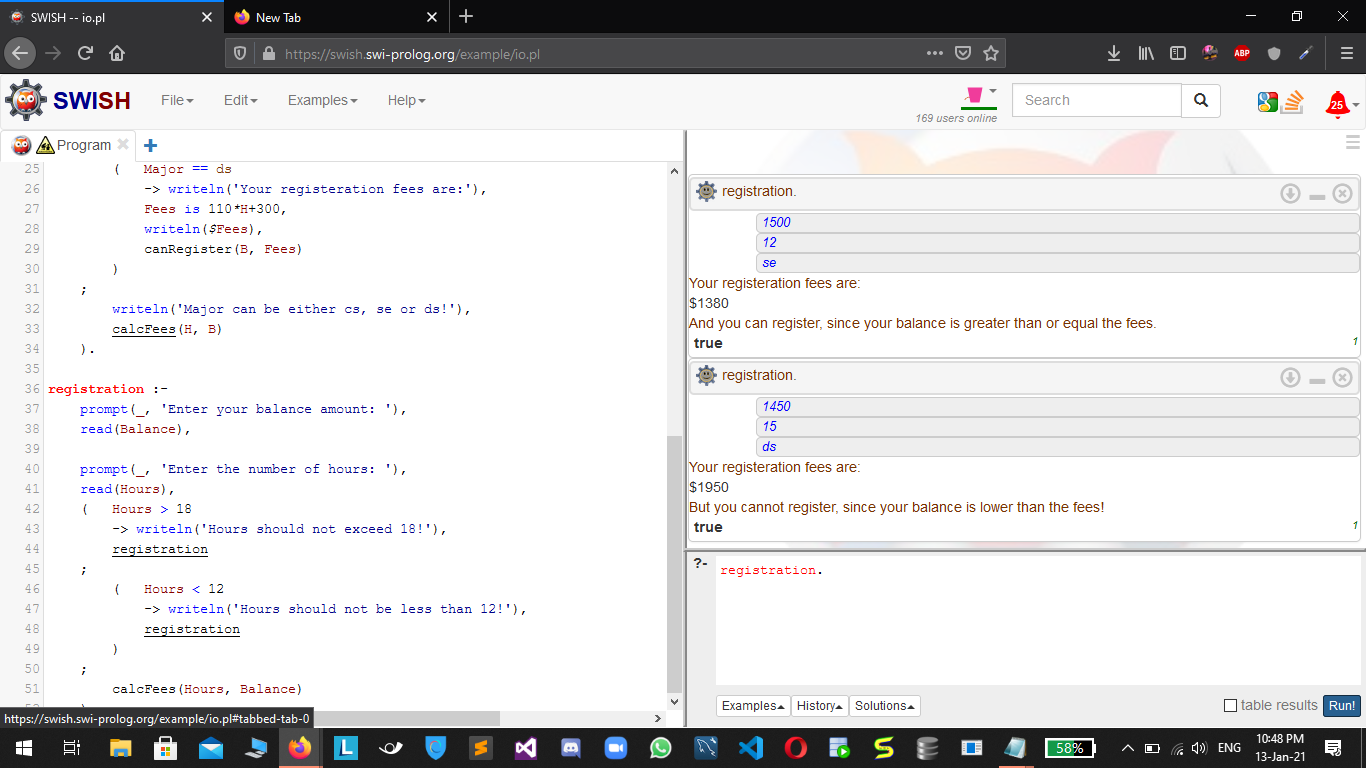 SWISH -- io.pl
New Tab
https://swish.swi-prolog.org/example/io.pl
ABP
SWISH
File
Edit
Examples
Help
169 users online
Search
25
Program
25 ( Major == ds
26 -> writeln('Your registeration fees are:'),
27 Fees is 110*H+300,
28 writeln($Fees),
29 canRegister(B, Fees)
30 )
31 ;
32 writeln('Major can be either cs, se or ds!'),
33 calcFees(H, B)
34 ).
35
36 registration :-
37 prompt(_, 'Enter your balance amount: '),
38 read(Balance),
39
40 prompt(_, 'Enter the number of hours: '),
41 read(Hours),
42 ( Hours > 18
43 -> writeln('Hours should not exceed 18!'),
44 registration
45 ;
46 ( Hours < 12
47 -> writeln('Hours should not be less than 12!'),
48 registration
49 )
50 ;
51 calcFees(Hours, Balance)
https://swish.swi-prolog.org/example/io.pl#tabbed-tab-0
registration.
1500
12
se
Your registeration fees are:
$1380
And you can register, since your balance is greater than or equal the fees.
true
1
registration.
1450
15
ds
Your registeration fees are:
$1950
But you cannot register, since your balance is lower than the fees!
true
1
?- registration.
Examples
History
Solutions
table results
Run!
58%
ENG
10:48 PM
13-Jan-21